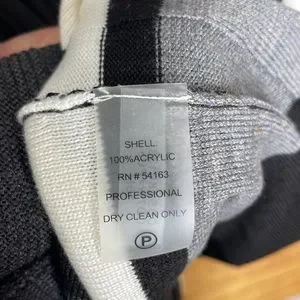 SHELL
100%ACRYLIC
RN # 54163
PROFESSIONAL
DRY CLEAN ONLY
P